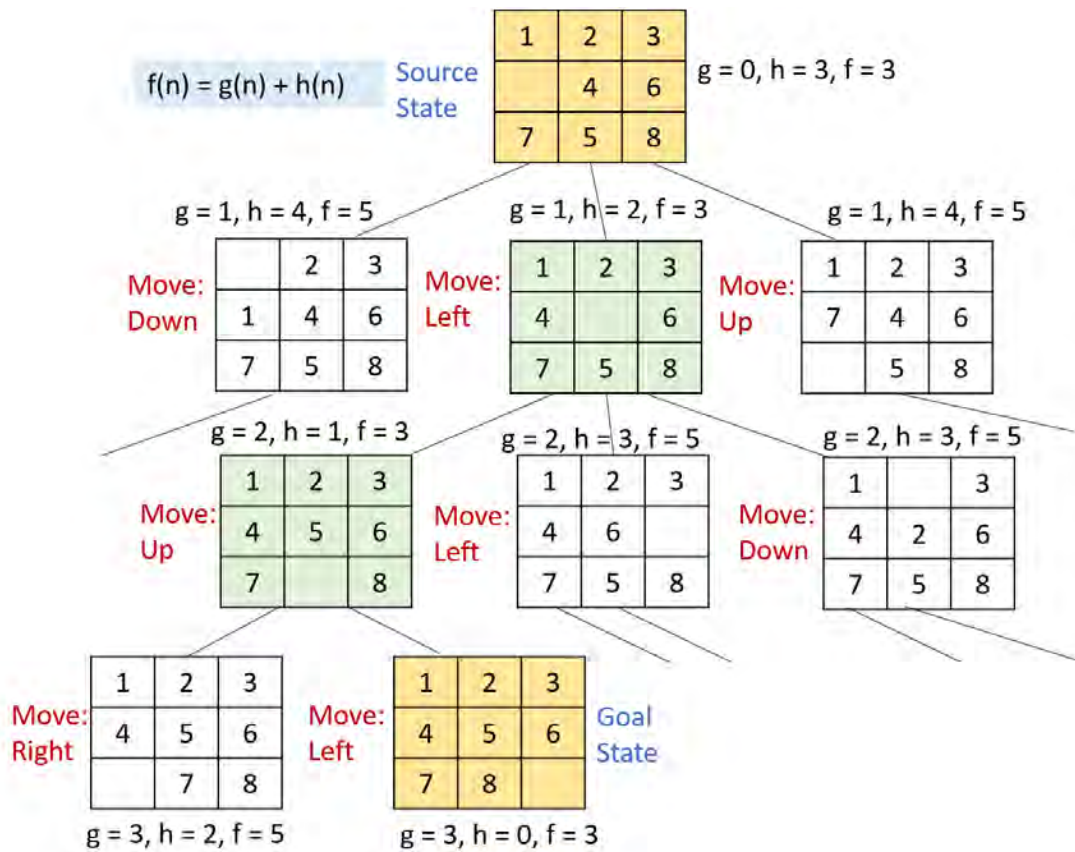 f(n) = g(n) + h(n)
Source
State
1 2 3
4 6
7 5 8
g = 0, h = 3, f = 3
g = 1, h = 4, f = 5
Move:
Down
2 3
1 4 6
7 5 8
g = 1, h = 2, f = 3
Move:
Left
1 2 3
4 6
7 5 8
g = 1, h = 4, f = 5
Move:
Up
1 2 3
7 4 6
5 8
g = 2, h = 1, f = 3
Move:
Up
1 2 3
4 5 6
7 8
g = 2, h = 3, f = 5
Move:
Left
1 2 3
4 6
7 5 8
g = 2, h = 3, f = 5
Move:
Down
1 3
4 2 6
7 5 8
Move:
Right
1 2 3
4 5 6
7 8
g = 3, h = 2, f = 5
Move:
Left
1 2 3
4 5 6
7 8
Goal
State
g = 3, h = 0, f = 3